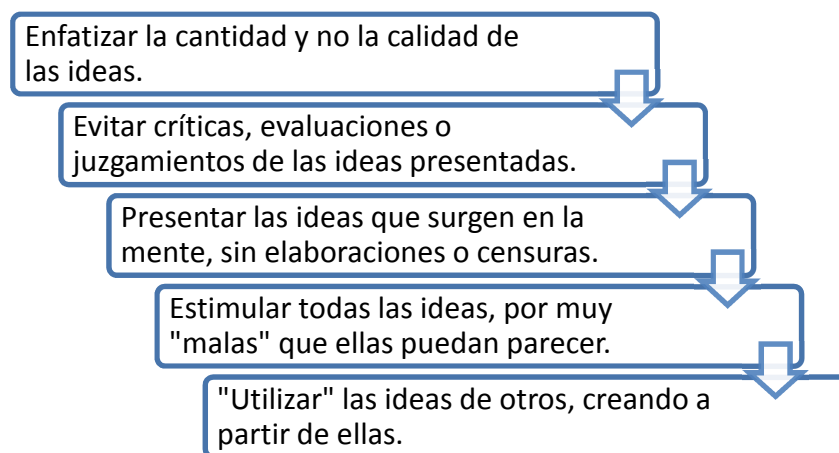 Enfatizar la cantidad y no la calidad de
las ideas.
Evitar críticas, evaluaciones o
juzgamientos de las ideas presentadas.
Presentar las ideas que surgen en la
mente, sin elaboraciones o censuras.
Estimular todas las ideas, por muy
"malas" que ellas puedan parecer.
"Utilizar" las ideas de otros, creando a
partir de ellas.